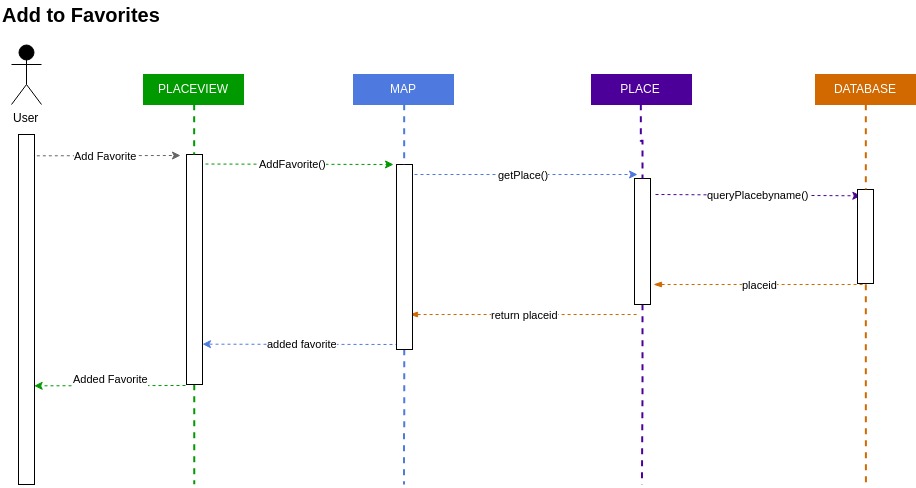 Add to Favorites
User
PLACEVIEW
MAP
PLACE
DATABASE
Add Favorite
AddFavorite()
getPlace()
queryPlacebyname()
placeid
return placeid
added favorite
Added Favorite